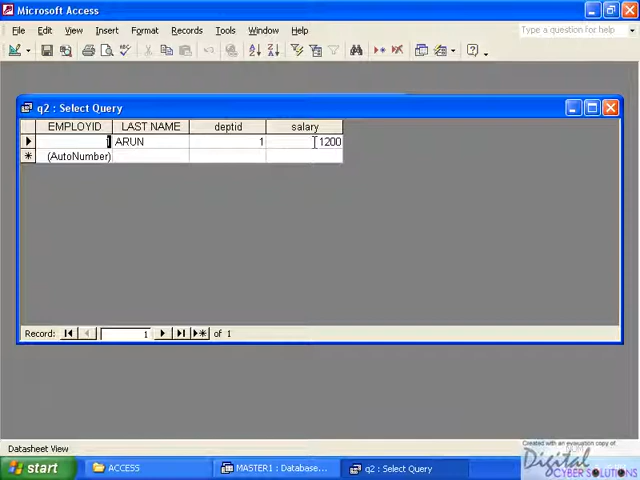 Microsoft Access
File Edit View Insert Format Records Tools Window Help
Type a question for help
q2 : Select Query
EMPLOYID LAST NAME deptid salary
1 ARUN 1 1200
(AutoNumber)
Record: 1 of 1
Datasheet View
Created with an evaluation copy of
Digital
CYBER SOLUTIONS
start ACCESS MASTER1 : Database... q2 : Select Query